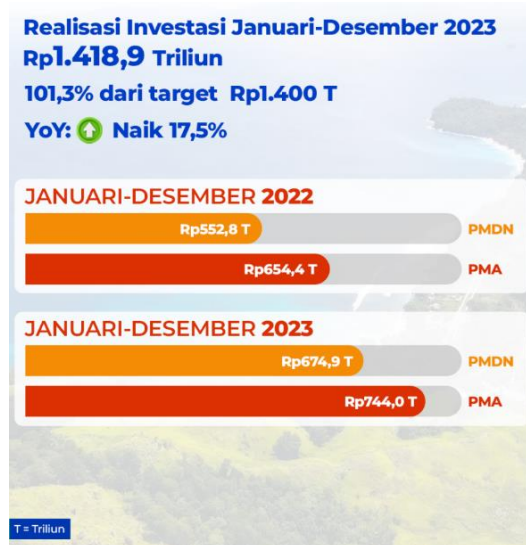 Realisasi Investasi Januari-Desember 2023
Rp1.418,9 Triliun
101,3% dari target Rp1.400 T
YoY: Naik 17,5%
JANUARI-DESEMBER 2022
Rp552,8 T PMDN
Rp654,4 T PMA
JANUARI-DESEMBER 2023
Rp674,9 T PMDN
Rp744,0 T PMA
T = Triliun